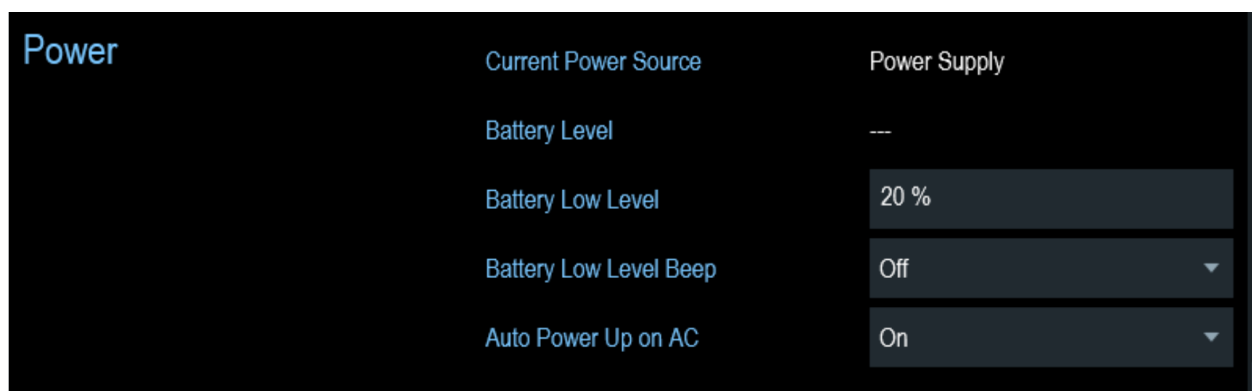 Power
Current Power Source Power Supply
Battery Level ---
Battery Low Level 20 %
Battery Low Level Beep Off
Auto Power Up on AC On